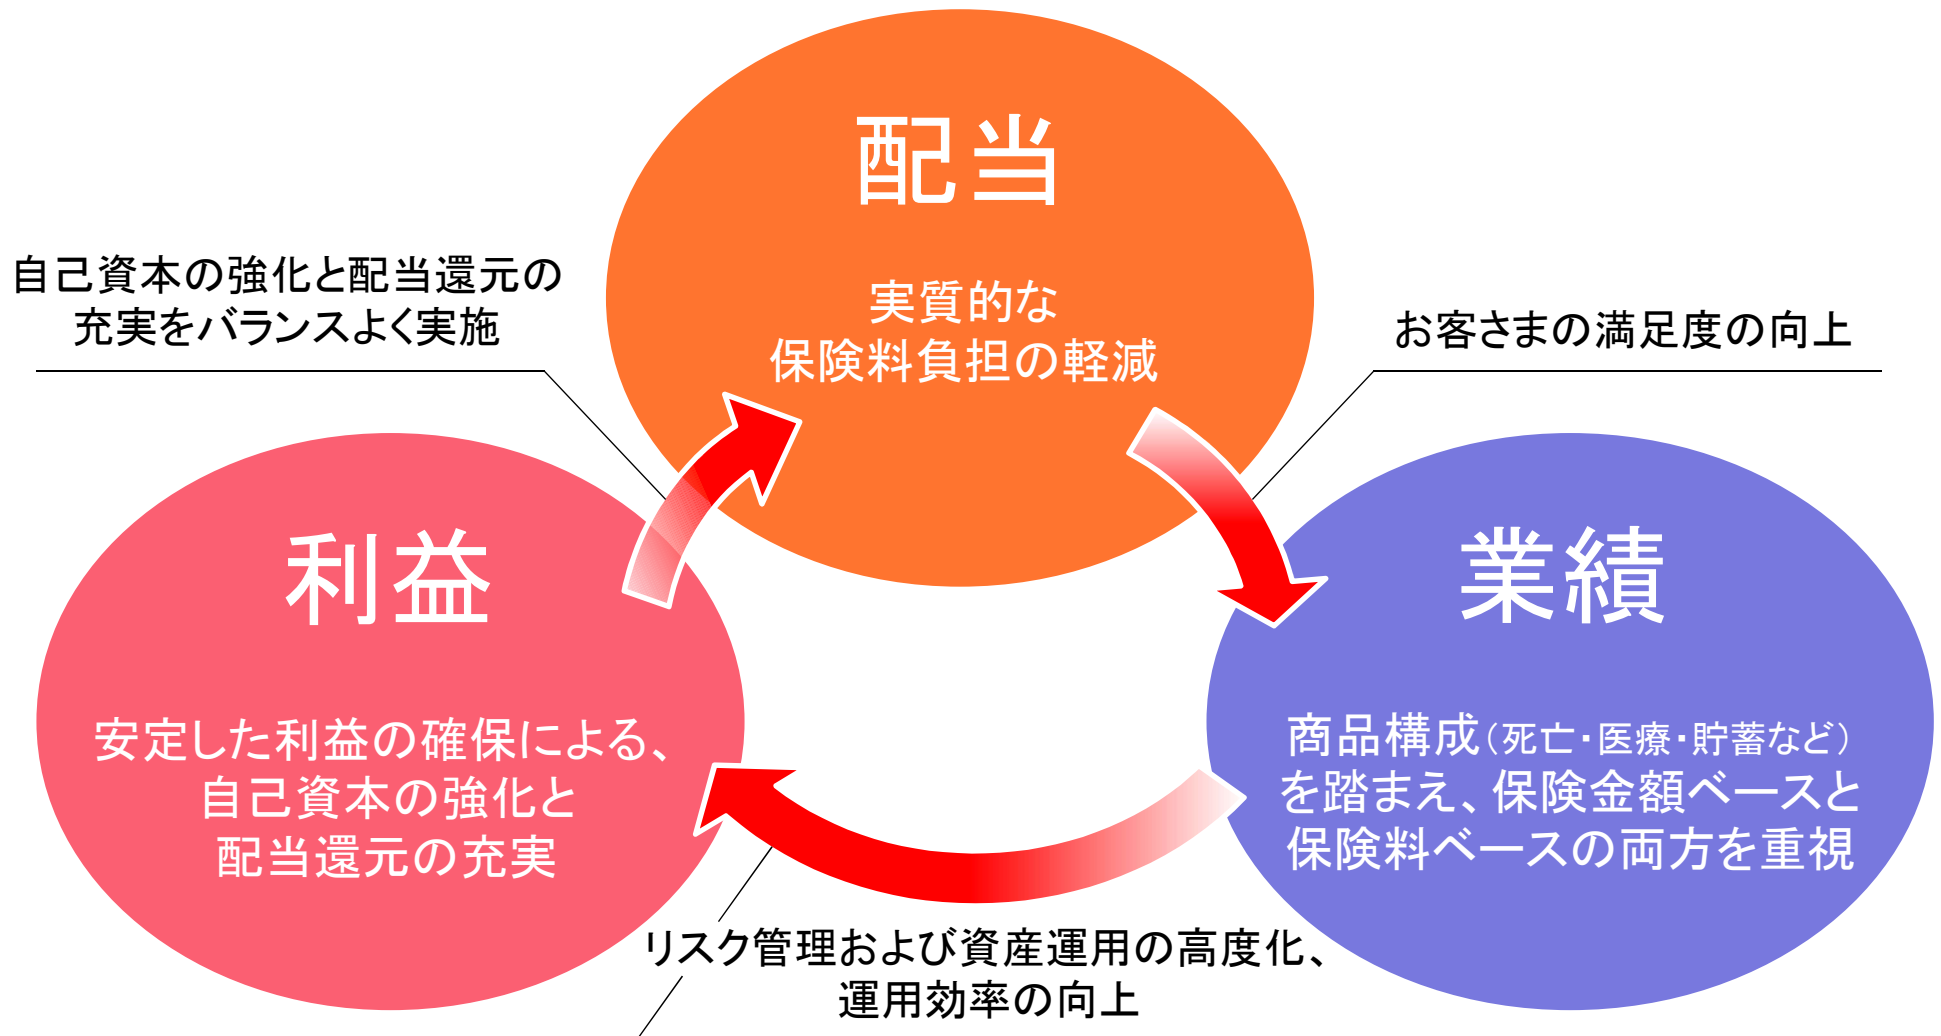 配当
実質的な
保険料負担の軽減
自己資本の強化と配当還元の
充実をバランスよく実施
お客さまの満足度の向上
利益
安定した利益の確保による、
自己資本の強化と
配当還元の充実
業績
商品構成（死亡・医療・貯蓄など）
を踏まえ、保険金額ベースと
保険料ベースの両方を重視
リスク管理および資産運用の高度化、
運用効率の向上